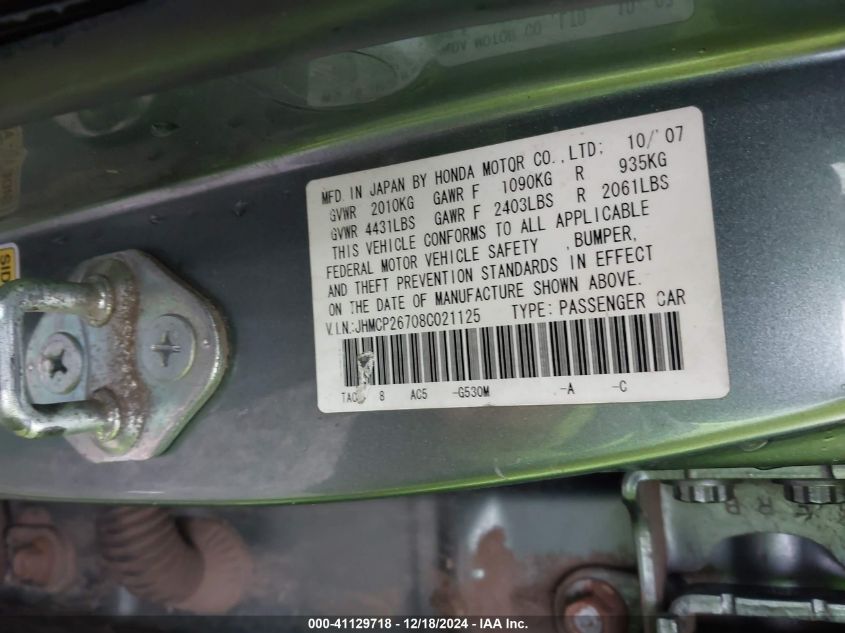 MFD. IN JAPAN BY HONDA MOTOR CO., LTD: 10/'07
GVWR 2010KG GAWR F 1090KG R 935KG
GVWR 4431LBS GAWR F 2403LBS R 2061LBS
THIS VEHICLE CONFORMS TO ALL APPLICABLE
FEDERAL MOTOR VEHICLE SAFETY , BUMPER,
AND THEFT PREVENTION STANDARDS IN EFFECT
ON THE DATE OF MANUFACTURE SHOWN ABOVE.
V.I.N.:JHMCP26708C021125 TYPE: PASSENGER CAR
8 AC5 -G530M -A -C
SID
000-41129718 - 12/18/2024 - IAA Inc.